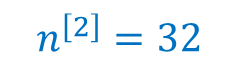 n^[2] = 32